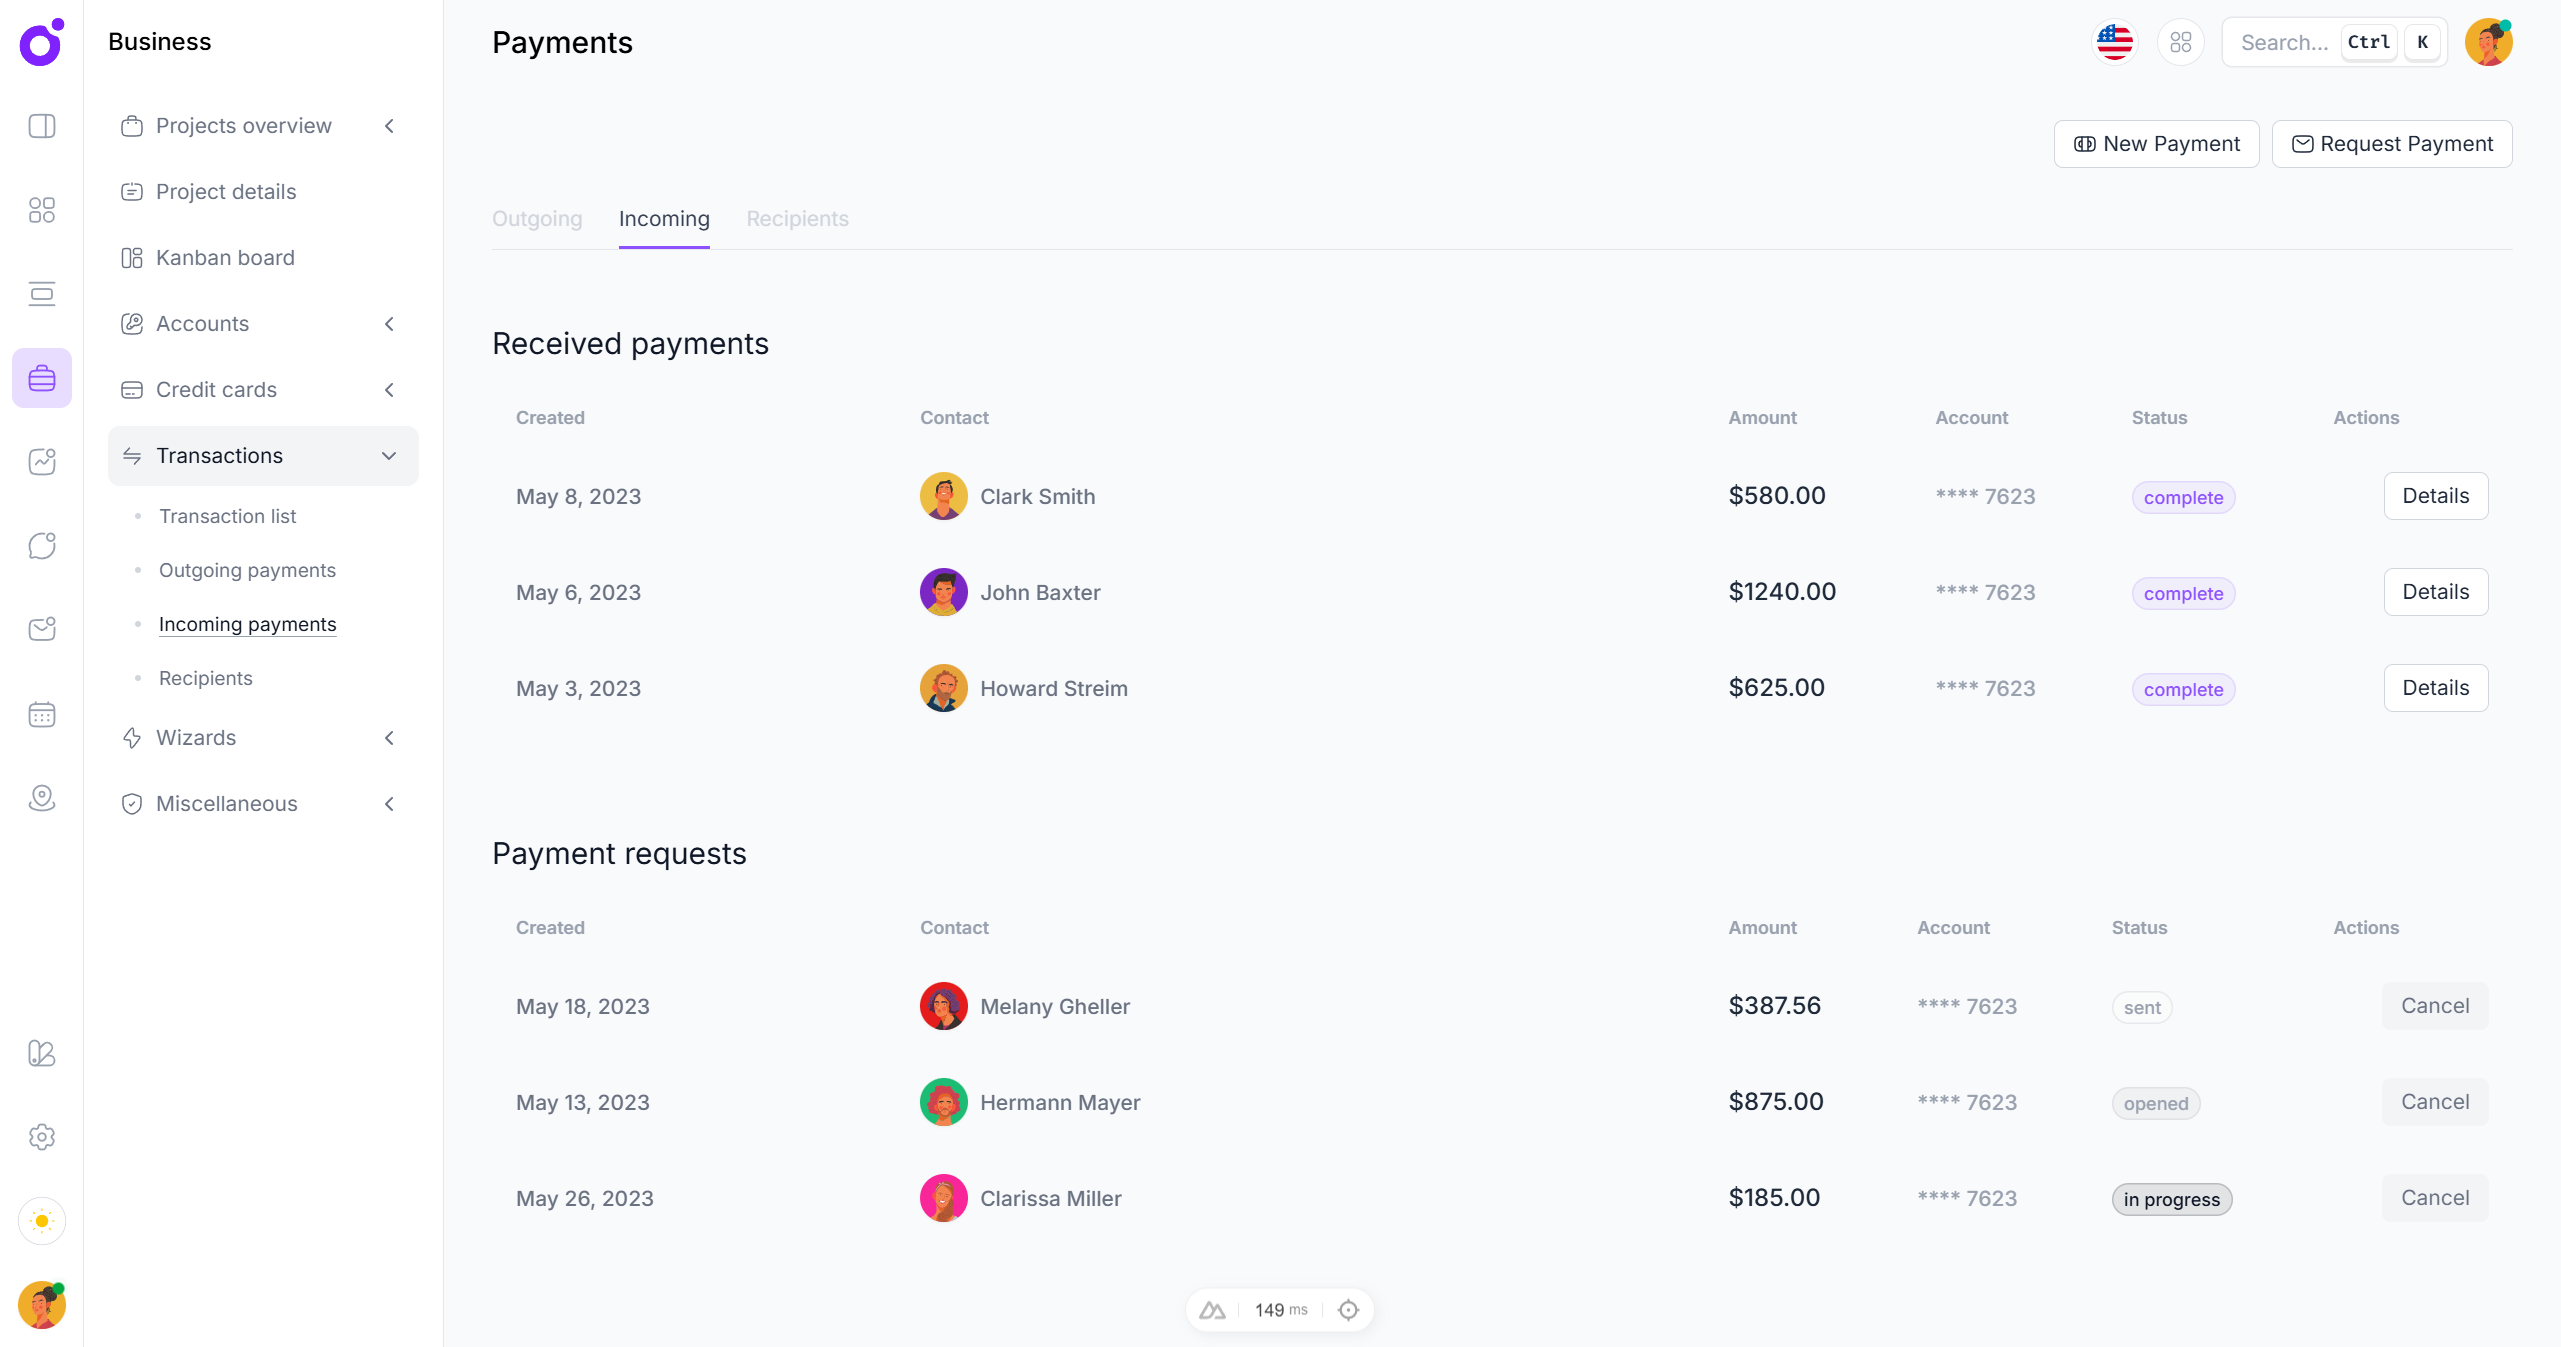 Business
Projects overview
Project details
Kanban board
Accounts
Credit cards
Transactions
Transaction list
Outgoing payments
Incoming payments
Recipients
Wizards
Miscellaneous
Payments
Search... Ctrl K
New Payment Request Payment
Outgoing Incoming Recipients
Received payments
Created Contact Amount Account Status Actions
May 8, 2023 Clark Smith $580.00 **** 7623 complete Details
May 6, 2023 John Baxter $1240.00 **** 7623 complete Details
May 3, 2023 Howard Streim $625.00 **** 7623 complete Details
Payment requests
Created Contact Amount Account Status Actions
May 18, 2023 Melany Gheller $387.56 **** 7623 sent Cancel
May 13, 2023 Hermann Mayer $875.00 **** 7623 opened Cancel
May 26, 2023 Clarissa Miller $185.00 **** 7623 in progress Cancel
149 ms